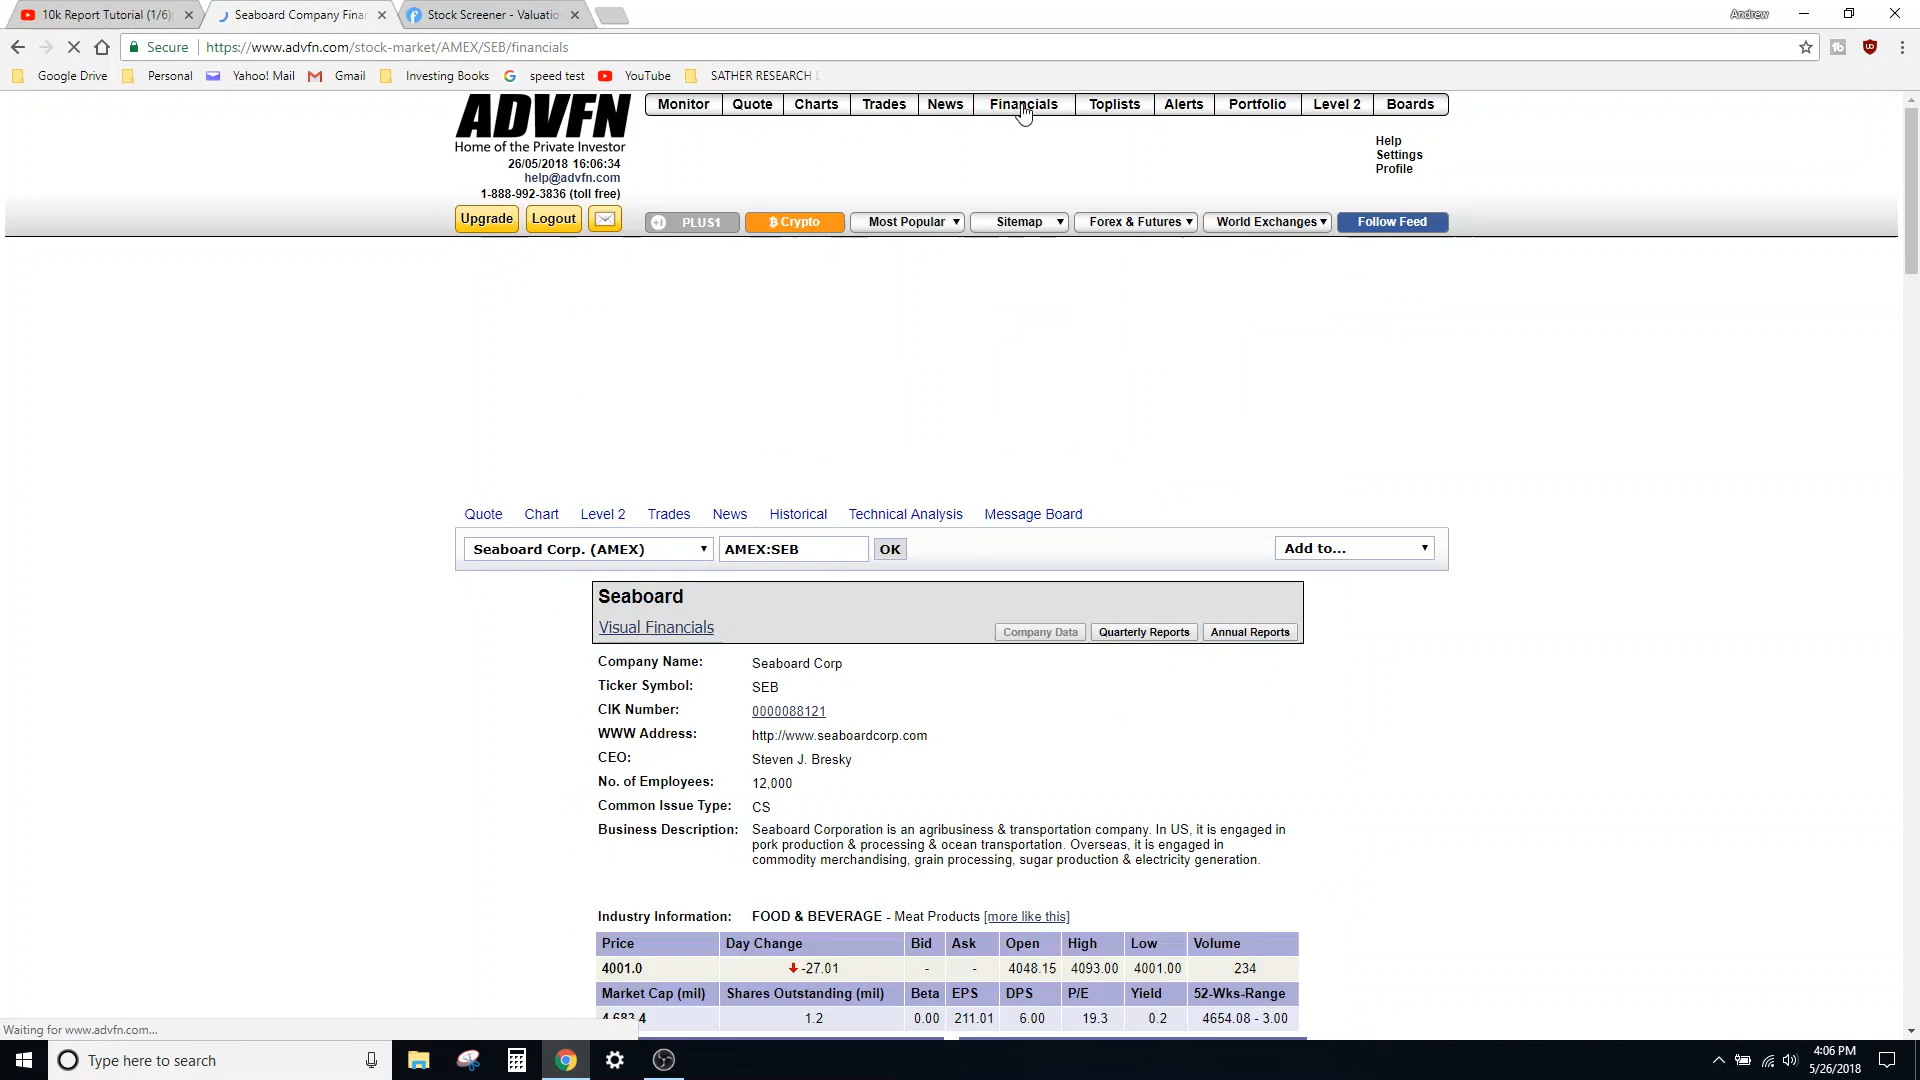 10k Report Tutorial (1/6):
Seaboard Company Finan
Stock Screener - Valuatio
Andrew
Secure
https://www.advfn.com/stock-market/AMEX/SEB/financials
Google Drive
Personal
Yahoo! Mail
Gmail
Investing Books
speed test
YouTube
SATHER RESEARCH
ADVFN
Home of the Private Investor
26/05/2018 16:06:34
help@advfn.com
1-888-992-3836 (toll free)
Upgrade
Logout
Monitor
Quote
Charts
Trades
News
Financials
Toplists
Alerts
Portfolio
Level 2
Boards
Help
Settings
Profile
+1 PLUS1
₿ Crypto
Most Popular ▼
Sitemap ▼
Forex & Futures ▼
World Exchanges ▼
Follow Feed
Quote Chart Level 2 Trades News Historical Technical Analysis Message Board
Seaboard Corp. (AMEX) ▼
AMEX:SEB
OK
Add to... ▼
Seaboard
Visual Financials
Company Data
Quarterly Reports
Annual Reports
Company Name: Seaboard Corp
Ticker Symbol: SEB
CIK Number: 0000088121
WWW Address: http://www.seaboardcorp.com
CEO: Steven J. Bresky
No. of Employees: 12,000
Common Issue Type: CS
Business Description: Seaboard Corporation is an agribusiness & transportation company. In US, it is engaged in
pork production & processing & ocean transportation. Overseas, it is engaged in
commodity merchandising, grain processing, sugar production & electricity generation.
Industry Information: FOOD & BEVERAGE - Meat Products [more like this]
Price Day Change Bid Ask Open High Low Volume
4001.0 -27.01 - - 4048.15 4093.00 4001.00 234
Market Cap (mil) Shares Outstanding (mil) Beta EPS DPS P/E Yield 52-Wks-Range
4,683.4 1.2 0.00 211.01 6.00 19.3 0.2 4654.08 - 3.00
Waiting for www.advfn.com...
Type here to search
4:06 PM
5/26/2018